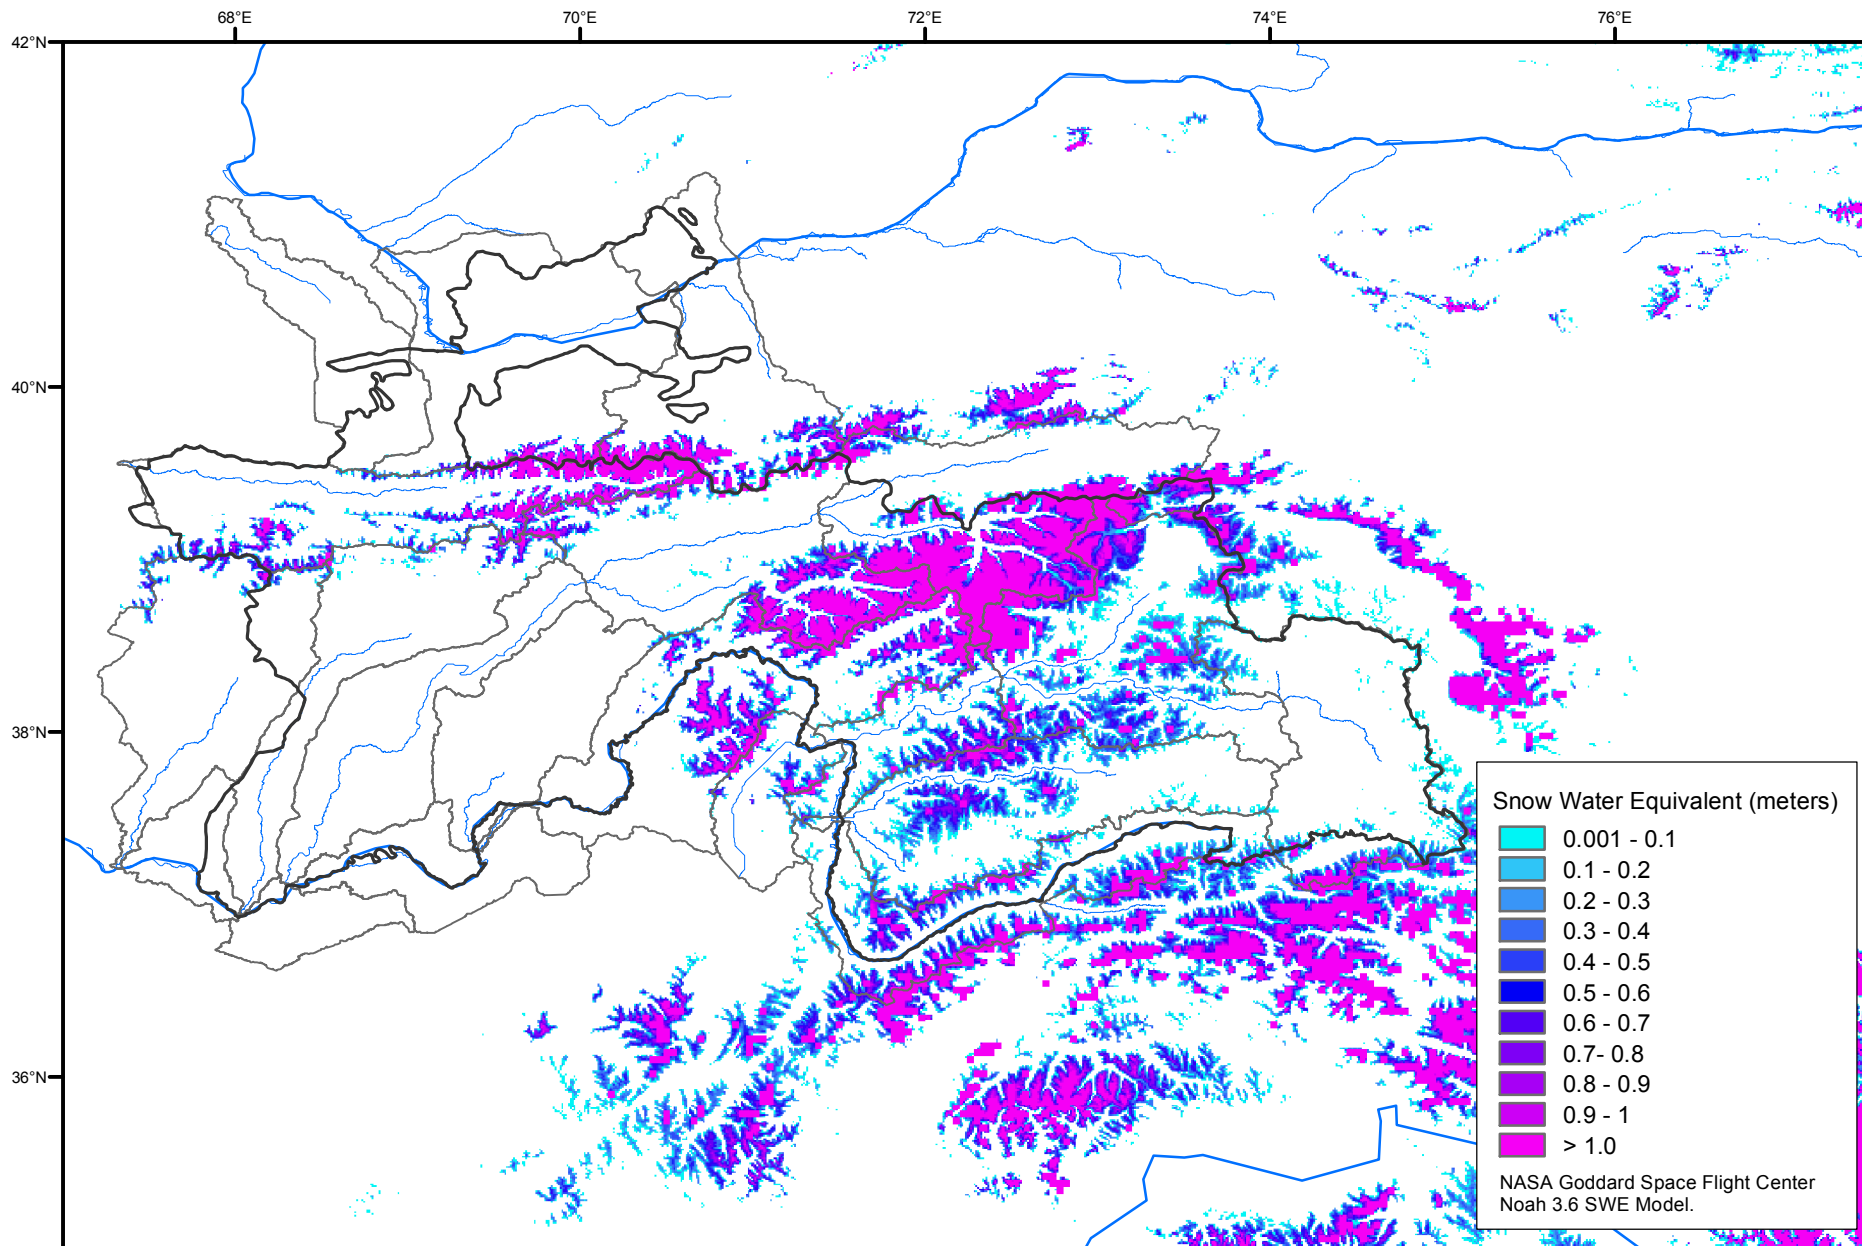 68°E 70°E 72°E 74°E 76°E
42°N
40°N
38°N
36°N
Snow Water Equivalent (meters)
0.001 - 0.1
0.1 - 0.2
0.2 - 0.3
0.3 - 0.4
0.4 - 0.5
0.5 - 0.6
0.6 - 0.7
0.7- 0.8
0.8 - 0.9
0.9 - 1
> 1.0
NASA Goddard Space Flight Center
Noah 3.6 SWE Model.